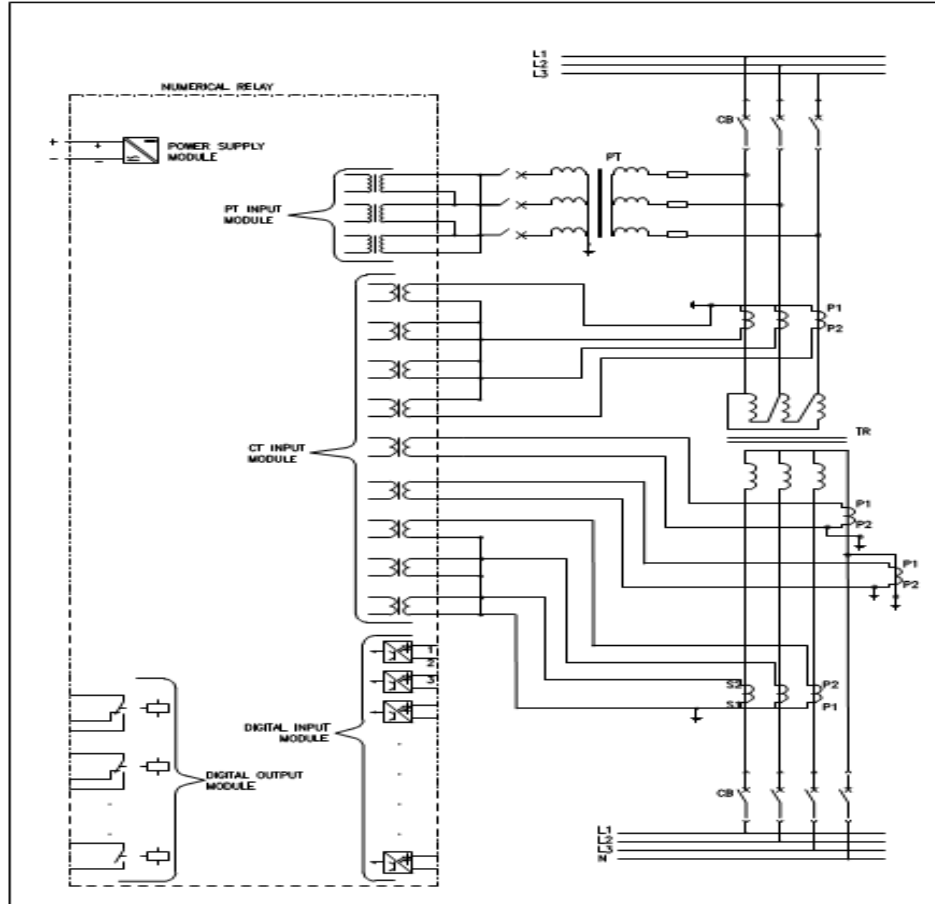 L1
L2
L3
NUMERICAL RELAY
CB
+
+
POWER SUPPLY
MODULE
-
-
PT
PT INPUT
MODULE
P1
P2
TR
CT INPUT
MODULE
P1
P2
P1
P2
1
2
3
S2
P2
S1
P1
DIGITAL INPUT
MODULE
DIGITAL OUTPUT
MODULE
CB
L1
L2
L3
N